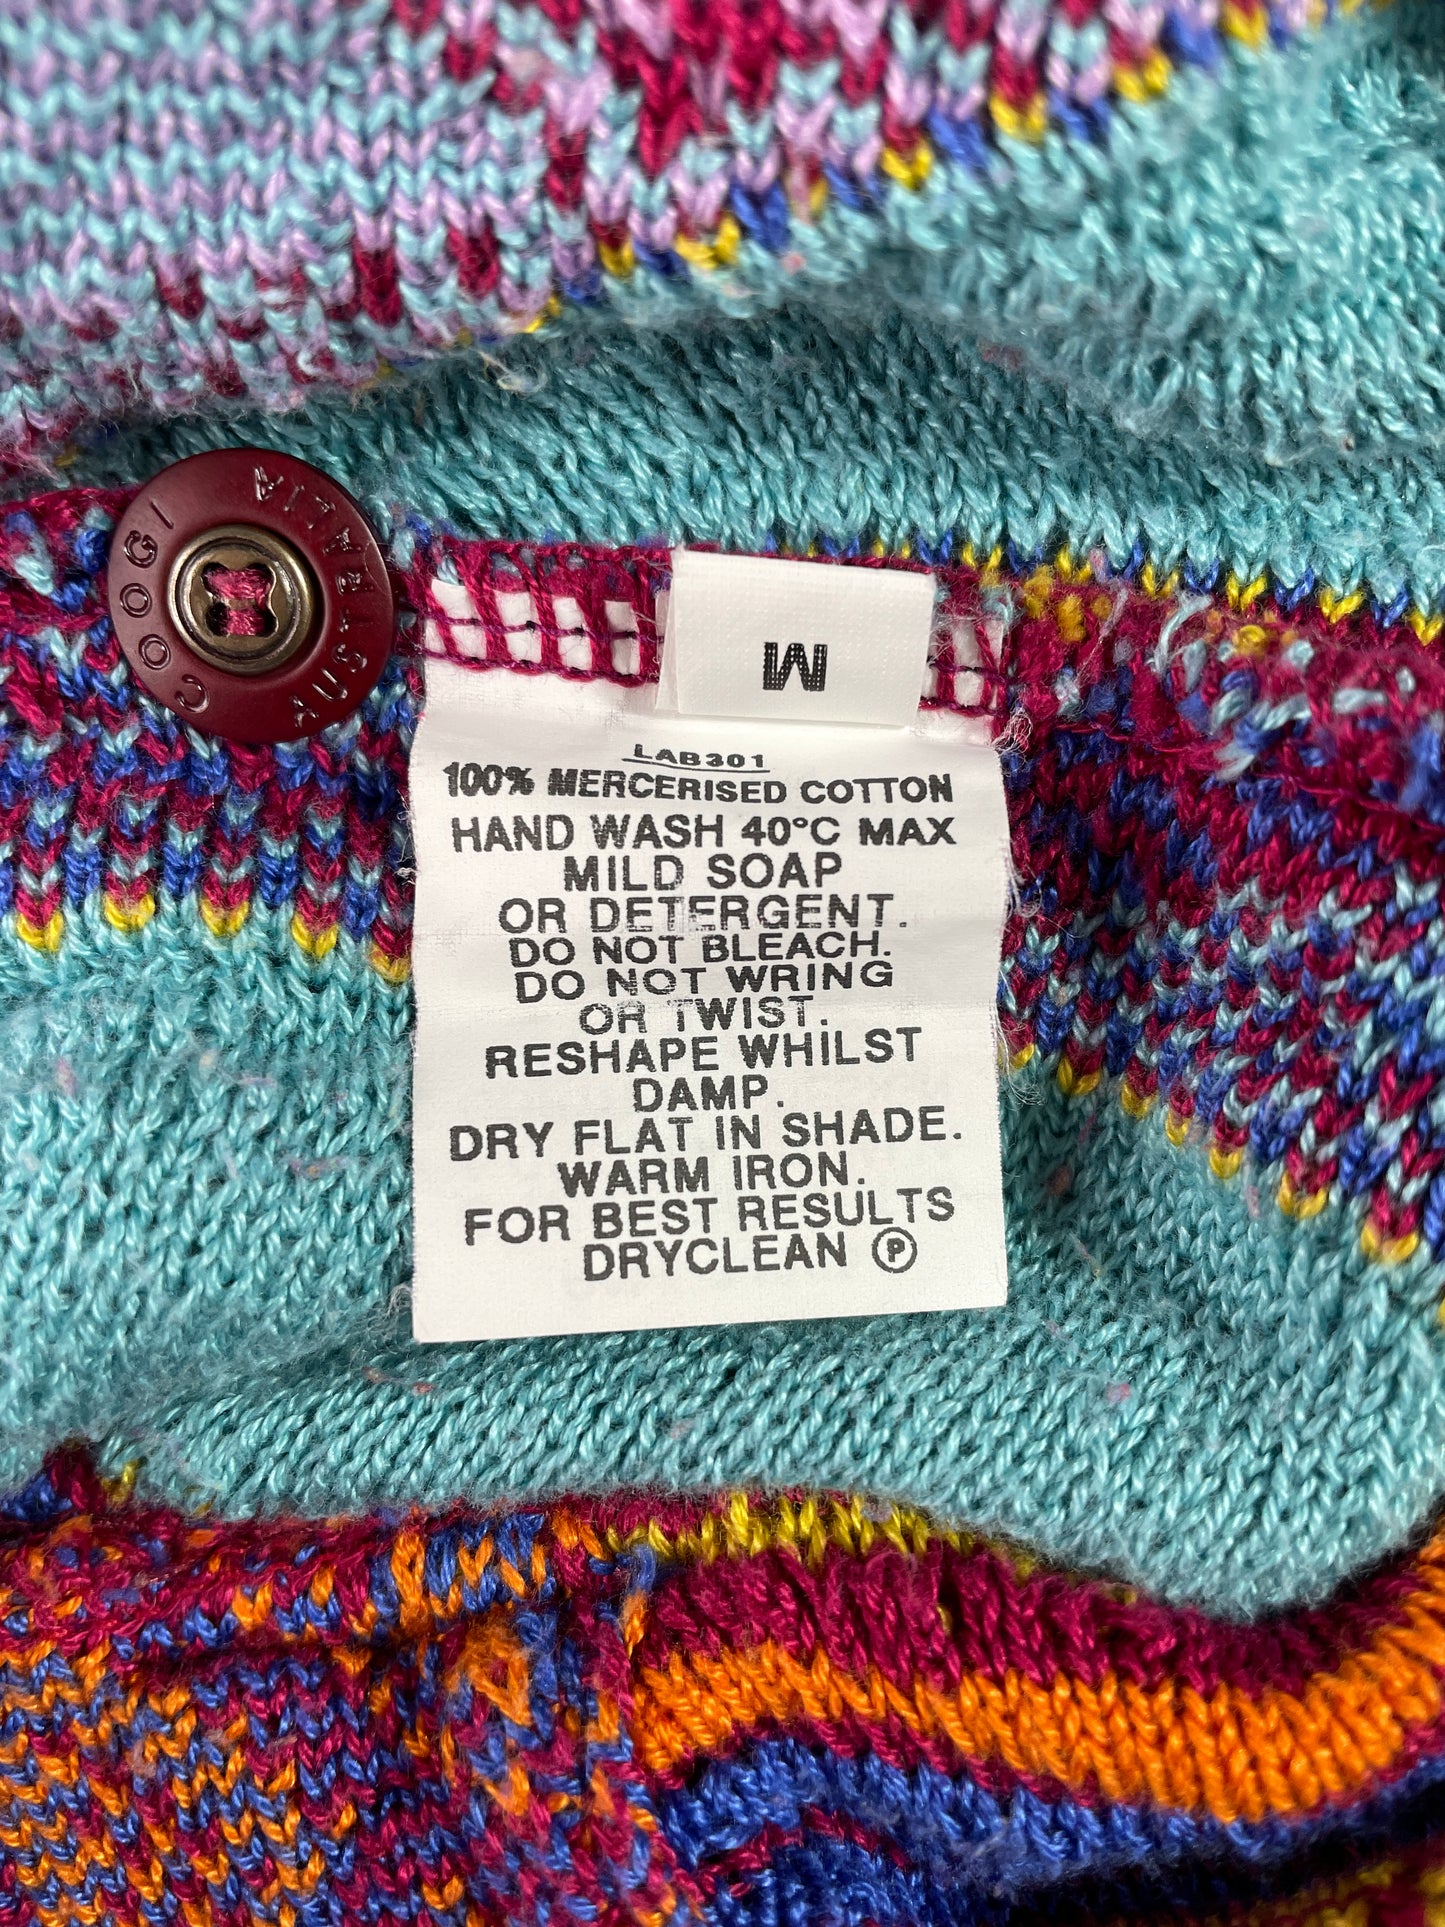 COOGI AUSTRALIA
M
LAB301
100% MERCERISED COTTON
HAND WASH 40°C MAX
MILD SOAP
OR DETERGENT.
DO NOT BLEACH.
DO NOT WRING
OR TWIST.
RESHAPE WHILST
DAMP.
DRY FLAT IN SHADE.
WARM IRON.
FOR BEST RESULTS
DRYCLEAN Ⓟ